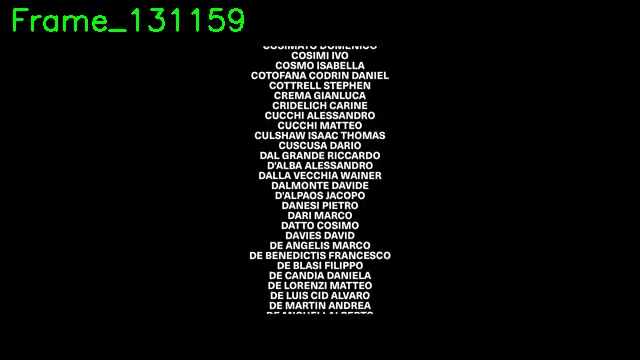 Frame_131159
COSIMATO DOMENICO
COSIMI IVO
COSMO ISABELLA
COTOFANA CODRIN DANIEL
COTTRELL STEPHEN
CREMA GIANLUCA
CRIDELICH CARINE
CUCCHI ALESSANDRO
CUCCHI MATTEO
CULSHAW ISAAC THOMAS
CUSCUSA DARIO
DAL GRANDE RICCARDO
D'ALBA ALESSANDRO
DALLA VECCHIA WAINER
DALMONTE DAVIDE
D'ALPAOS JACOPO
DANESI PIETRO
DARI MARCO
DATTO COSIMO
DAVIES DAVID
DE ANGELIS MARCO
DE BENEDICTIS FRANCESCO
DE BLASI FILIPPO
DE CANDIA DANIELA
DE LORENZI MATTEO
DE LUIS CID ALVARO
DE MARTIN ANDREA